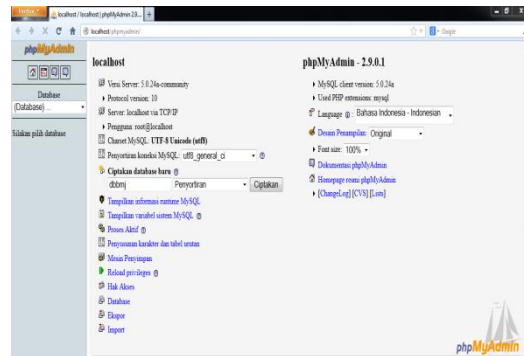 Firefox
localhost / localhost | phpMyAdmin 2.9...
localhost/phpmyadmin/
Google
phpMyAdmin
Database
(Database) ...
Silakan pilih database
localhost
Versi Server: 5.0.24a-community
Protocol version: 10
Server: localhost via TCP/IP
Pengguna: root@localhost
Charset MySQL: UTF-8 Unicode (utf8)
Penyortiran koneksi MySQL: utf8_general_ci
Ciptakan database baru
dbbmj Penyortiran Ciptakan
Tampilkan informasi runtime MySQL
Tampilkan variabel sistem MySQL
Proses Aktif
Penyusunan karakter dan tabel urutan
Mesin Penyimpan
Reload privileges
Hak Akses
Database
Ekspor
Import
phpMyAdmin - 2.9.0.1
MySQL client version: 5.0.24a
Used PHP extensions: mysql
Language : Bahasa Indonesia - Indonesian
Desain Penampilan: Original
Font size: 100%
Dokumentasi phpMyAdmin
Homepage resmi phpMyAdmin
[ChangeLog] [CVS] [Lists]
phpMyAdmin